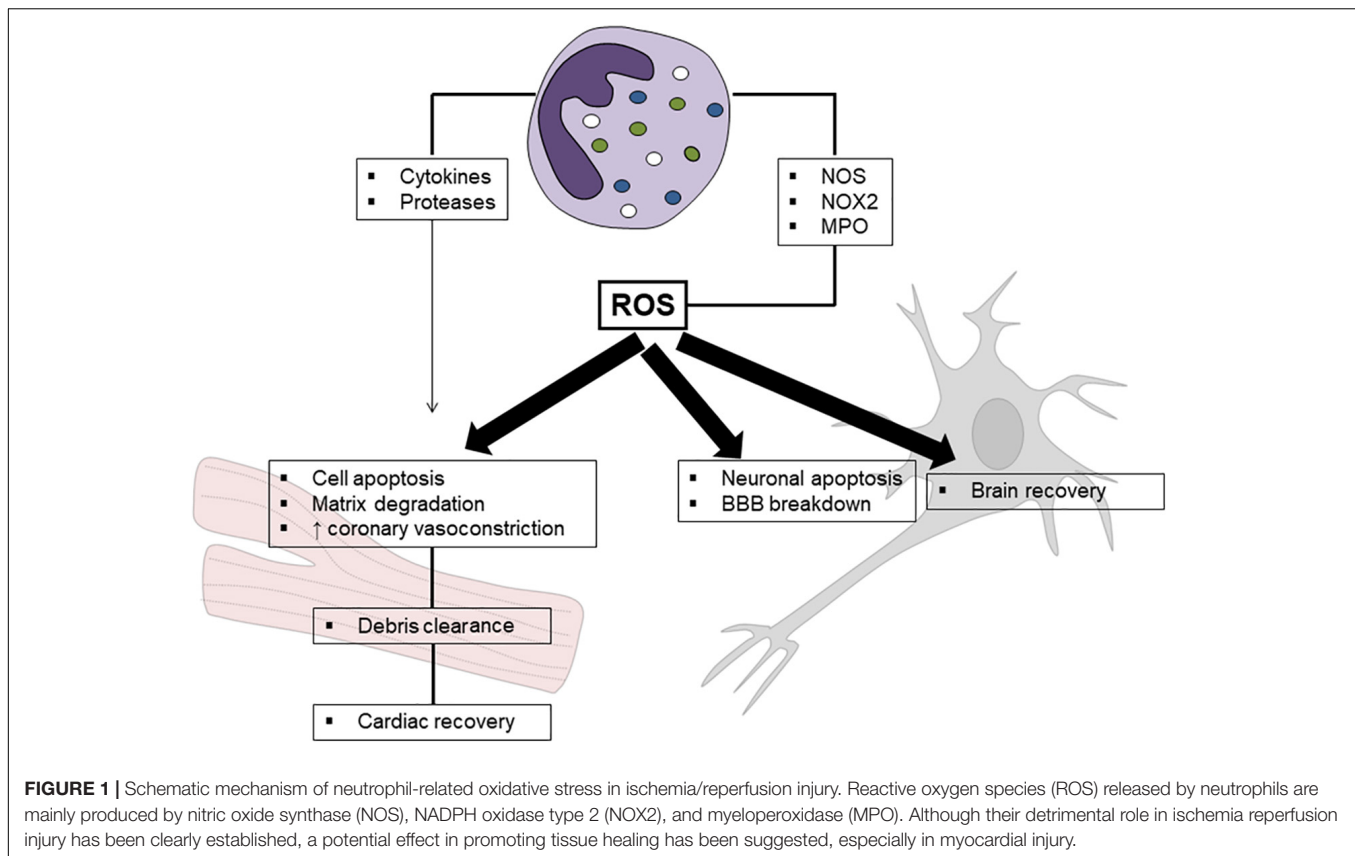 ▪ Cytokines
▪ Proteases
▪ NOS
▪ NOX2
▪ MPO
ROS
▪ Cell apoptosis
▪ Matrix degradation
▪ ↑ coronary vasoconstriction
▪ Neuronal apoptosis
▪ BBB breakdown
▪ Brain recovery
▪ Debris clearance
▪ Cardiac recovery
FIGURE 1 | Schematic mechanism of neutrophil-related oxidative stress in ischemia/reperfusion injury. Reactive oxygen species (ROS) released by neutrophils are
mainly produced by nitric oxide synthase (NOS), NADPH oxidase type 2 (NOX2), and myeloperoxidase (MPO). Although their detrimental role in ischemia reperfusion
injury has been clearly established, a potential effect in promoting tissue healing has been suggested, especially in myocardial injury.